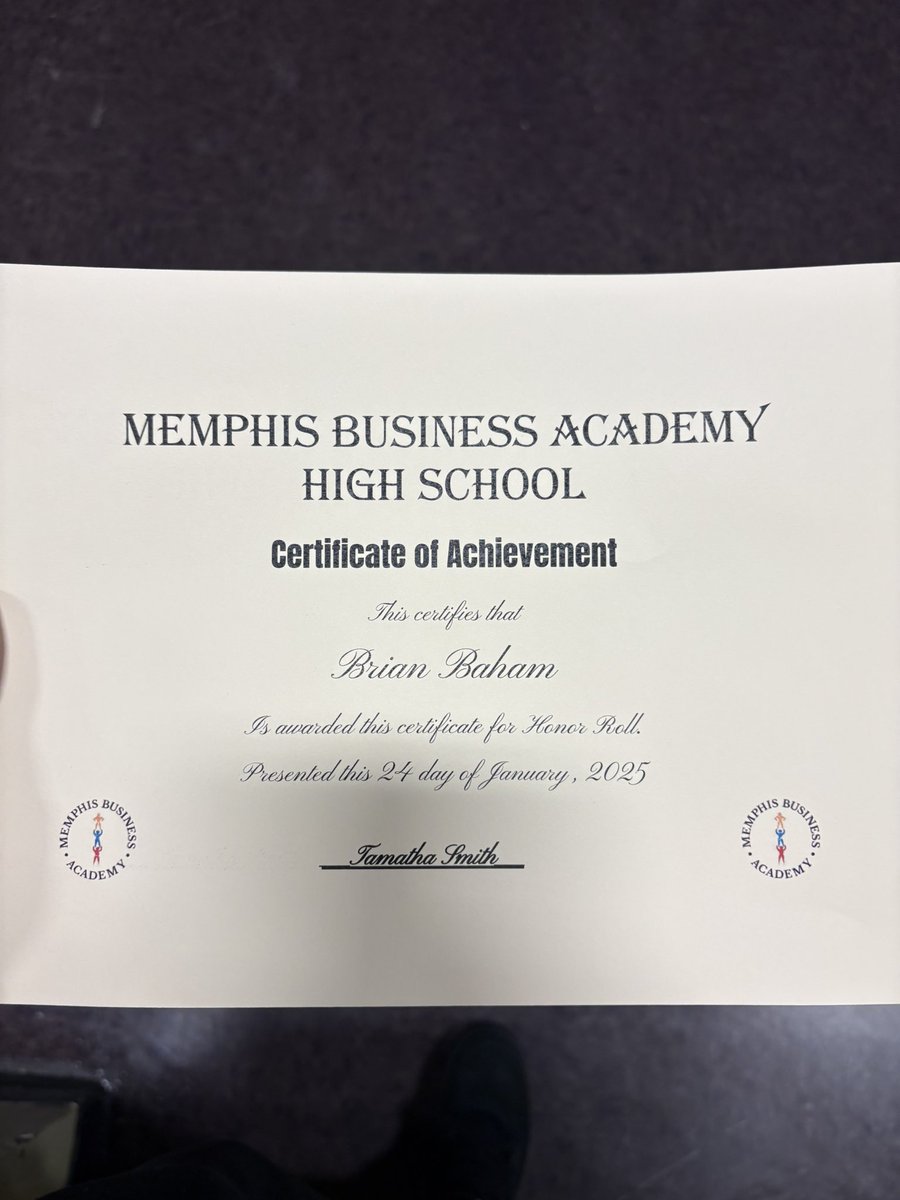 MEMPHIS BUSINESS ACADEMY
HIGH SCHOOL
Certificate of Achievement
This certifies that
Brian Baham
Is awarded this certificate for Honor Roll.
Presented this 24 day of January, 2025
MEMPHIS BUSINESS
• ACADEMY •
Tamatha Smith
MEMPHIS BUSINESS
• ACADEMY •